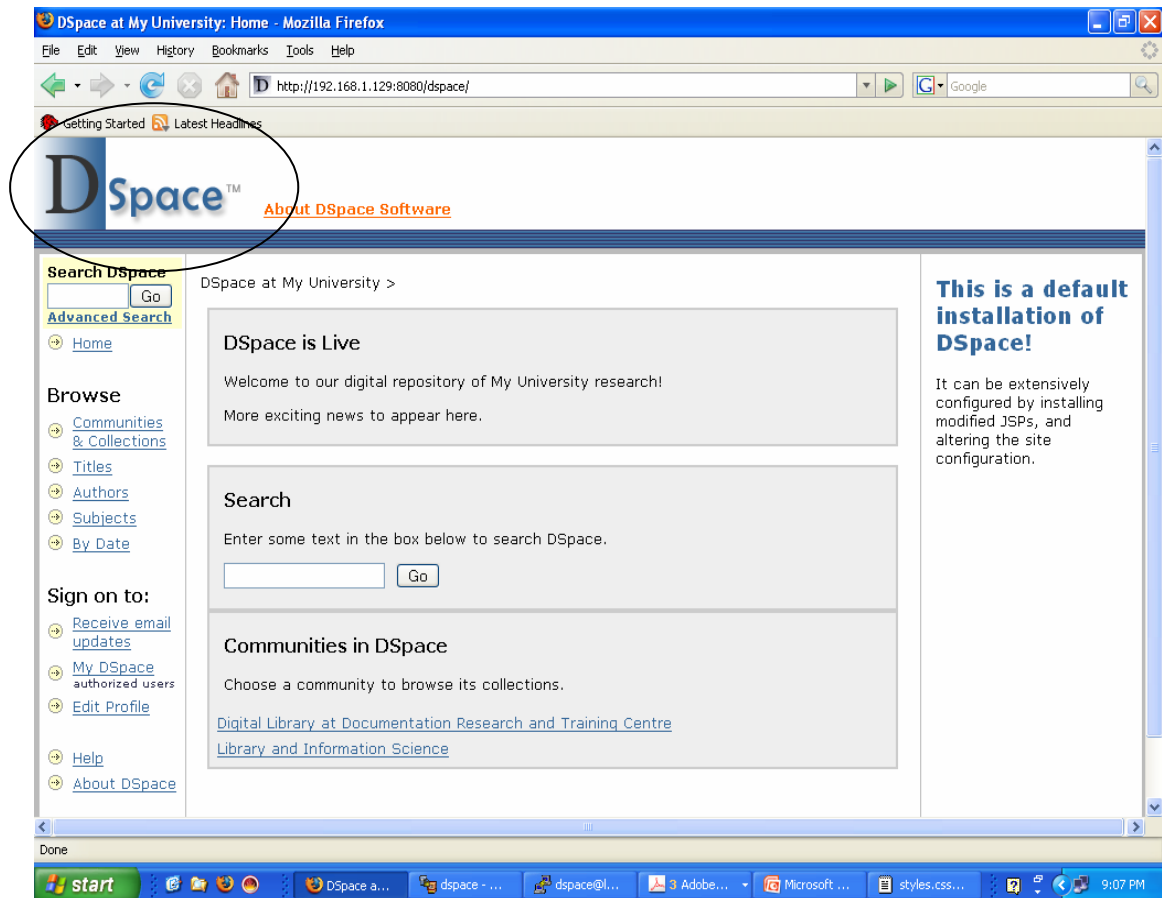 DSpace at My University: Home - Mozilla Firefox
File Edit View History Bookmarks Tools Help
http://192.168.1.129:8080/dspace/
G Google
Getting Started Latest Headlines
DSpace™
About DSpace Software
Search DSpace
Go
Advanced Search
Home
Browse
Communities
& Collections
Titles
Authors
Subjects
By Date
Sign on to:
Receive email
updates
My DSpace
authorized users
Edit Profile
Help
About DSpace
DSpace at My University >
DSpace is Live
Welcome to our digital repository of My University research!
More exciting news to appear here.
Search
Enter some text in the box below to search DSpace.
Go
Communities in DSpace
Choose a community to browse its collections.
Digital Library at Documentation Research and Training Centre
Library and Information Science
This is a default
installation of
DSpace!
It can be extensively
configured by installing
modified JSPs, and
altering the site
configuration.
Done
start DSpace a... dspace - ... dspace@l... 3 Adobe... Microsoft ... styles.css... 9:07 PM